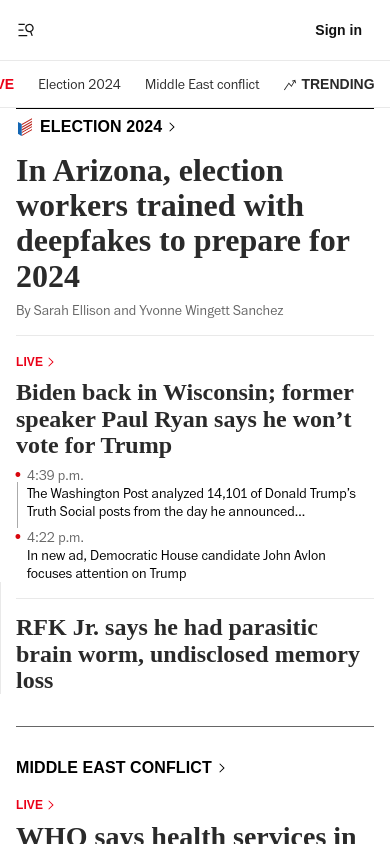 Sign in
VE
Election 2024
Middle East conflict
TRENDING
ELECTION 2024
In Arizona, election
workers trained with
deepfakes to prepare for
2024
By Sarah Ellison and Yvonne Wingett Sanchez
LIVE
Biden back in Wisconsin; former
speaker Paul Ryan says he won’t
vote for Trump
4:39 p.m.
The Washington Post analyzed 14,101 of Donald Trump’s
Truth Social posts from the day he announced...
4:22 p.m.
In new ad, Democratic House candidate John Avlon
focuses attention on Trump
RFK Jr. says he had parasitic
brain worm, undisclosed memory
loss
MIDDLE EAST CONFLICT
LIVE
WHO says health services in